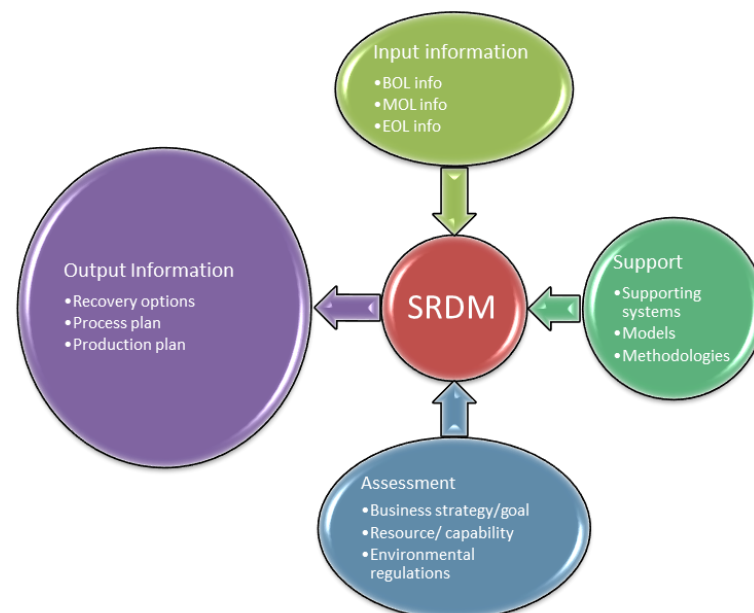 Input information
•BOL info
•MOL info
•EOL info
Output Information
•Recovery options
•Process plan
•Production plan
SRDM
Support
•Supporting
systems
•Models
•Methodologies
Assessment
•Business strategy/goal
•Resource/ capability
•Environmental
regulations